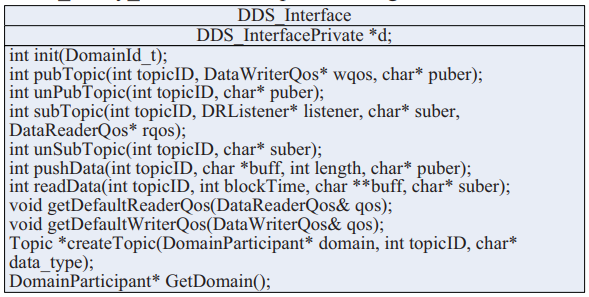 DDS_Interface
DDS_InterfacePrivate *d;
int init(DomainId_t);
int pubTopic(int topicID, DataWriterQos* wqos, char* puber);
int unPubTopic(int topicID, char* puber);
int subTopic(int topicID, DRListener* listener, char* suber,
DataReaderQos* rqos);
int unSubTopic(int topicID, char* suber);
int pushData(int topicID, char *buff, int length, char* puber);
int readData(int topicID, int blockTime, char **buff, char* suber);
void getDefaultReaderQos(DataReaderQos& qos);
void getDefaultWriterQos(DataWriterQos& qos);
Topic *createTopic(DomainParticipant* domain, int topicID, char*
data_type);
DomainParticipant* GetDomain();